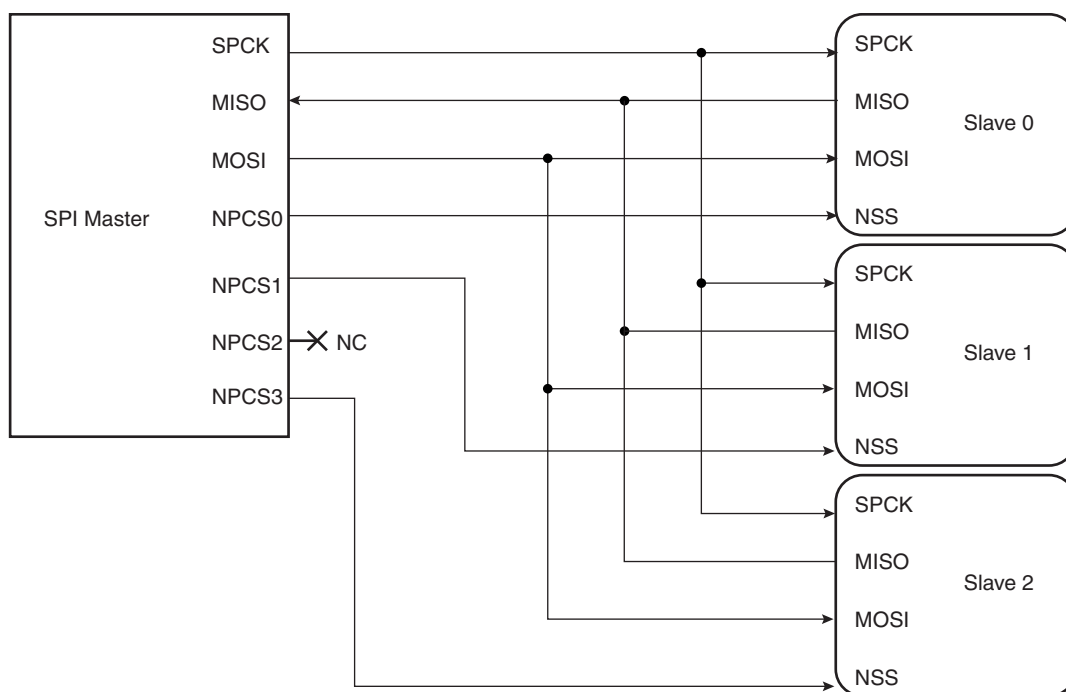 SPCK
MISO
MOSI
SPI Master
NPCS0
NPCS1
NPCS2
NC
NPCS3
SPCK
MISO
Slave 0
MOSI
NSS
SPCK
MISO
Slave 1
MOSI
NSS
SPCK
MISO
Slave 2
MOSI
NSS